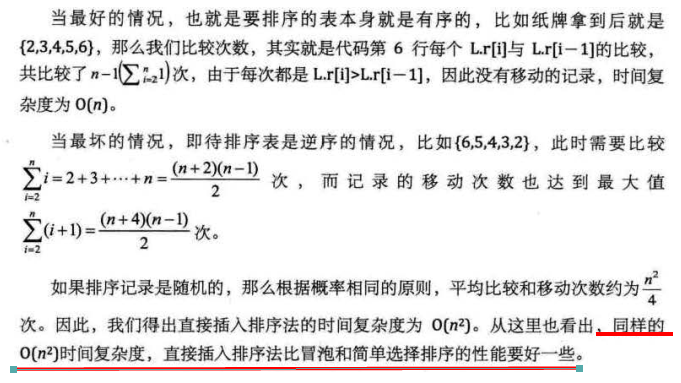 当最好的情况，也就是要排序的表本身就是有序的，比如纸牌拿到后就是
{2,3,4,5,6}，那么我们比较次数，其实就是代码第 6 行每个 L.r[i]与 L.r[i−1]的比较，
共比较了 n−1(∑ⁿᵢ₌₂1)次，由于每次都是 L.r[i]>L.r[i−1]，因此没有移动的记录，时间复
杂度为 O(n)。
当最坏的情况，即待排序表是逆序的情况，比如{6,5,4,3,2}，此时需要比较
∑ⁿᵢ₌₂ i=2+3+⋯+n=(n+2)(n−1)/2 次，而记录的移动次数也达到最大值
∑ⁿᵢ₌₂ (i+1)=(n+4)(n−1)/2 次。
如果排序记录是随机的，那么根据概率相同的原则，平均比较和移动次数约为 n²/4
次。因此，我们得出直接插入排序法的时间复杂度为 O(n²)。从这里也看出，同样的
O(n²)时间复杂度，直接插入排序法比冒泡和简单选择排序的性能要好一些。